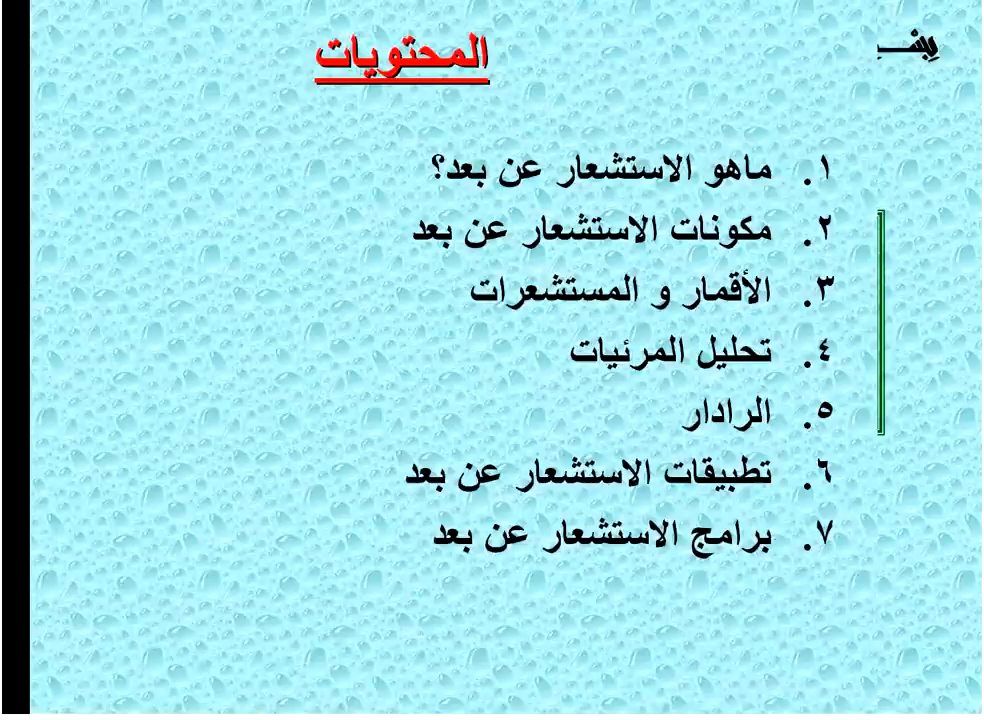 المحتويات
١. ماهو الاستشعار عن بعد؟
٢. مكونات الاستشعار عن بعد
٣. الأقمار و المستشعرات
٤. تحليل المرئيات
٥. الرادار
٦. تطبيقات الاستشعار عن بعد
٧. برامج الاستشعار عن بعد